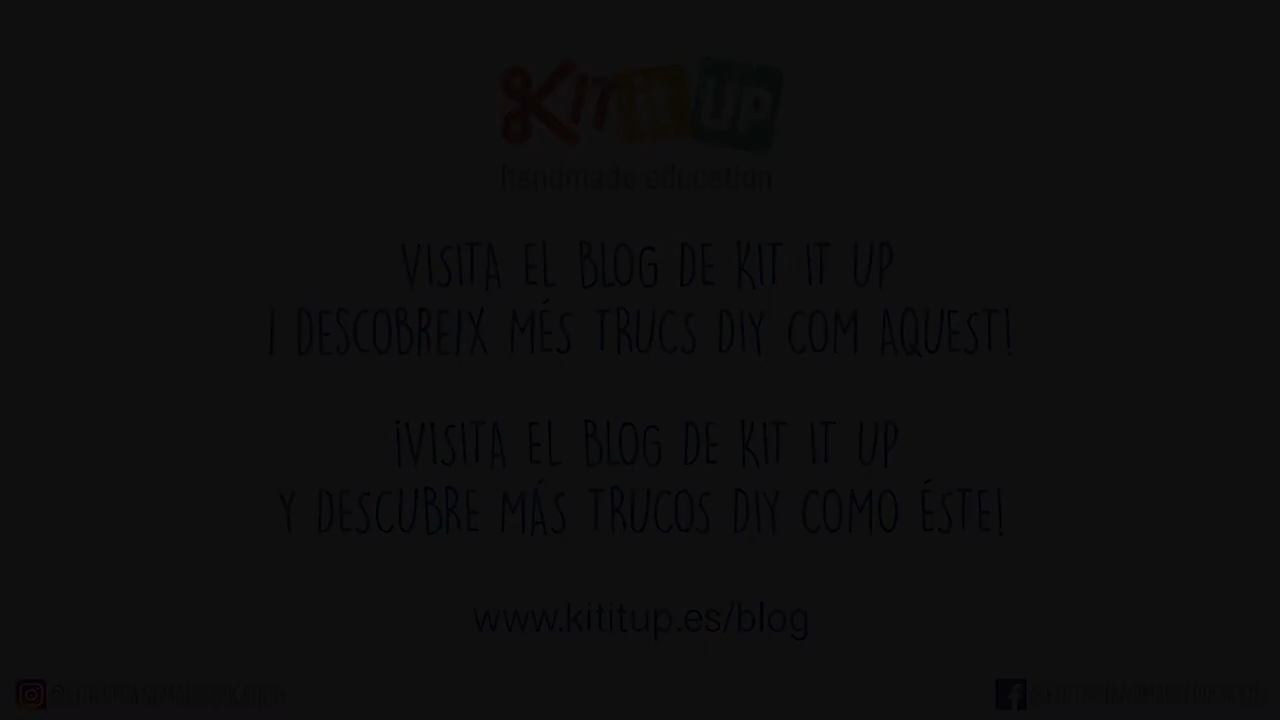 KIT it UP
handmade education
VISITA EL BLOG DE KIT IT UP
I DESCOBREIX MÉS TRUCS DIY COM AQUEST!
¡VISITA EL BLOG DE KIT IT UP
Y DESCUBRE MÁS TRUCOS DIY COMO ÉSTE!
www.kititup.es/blog